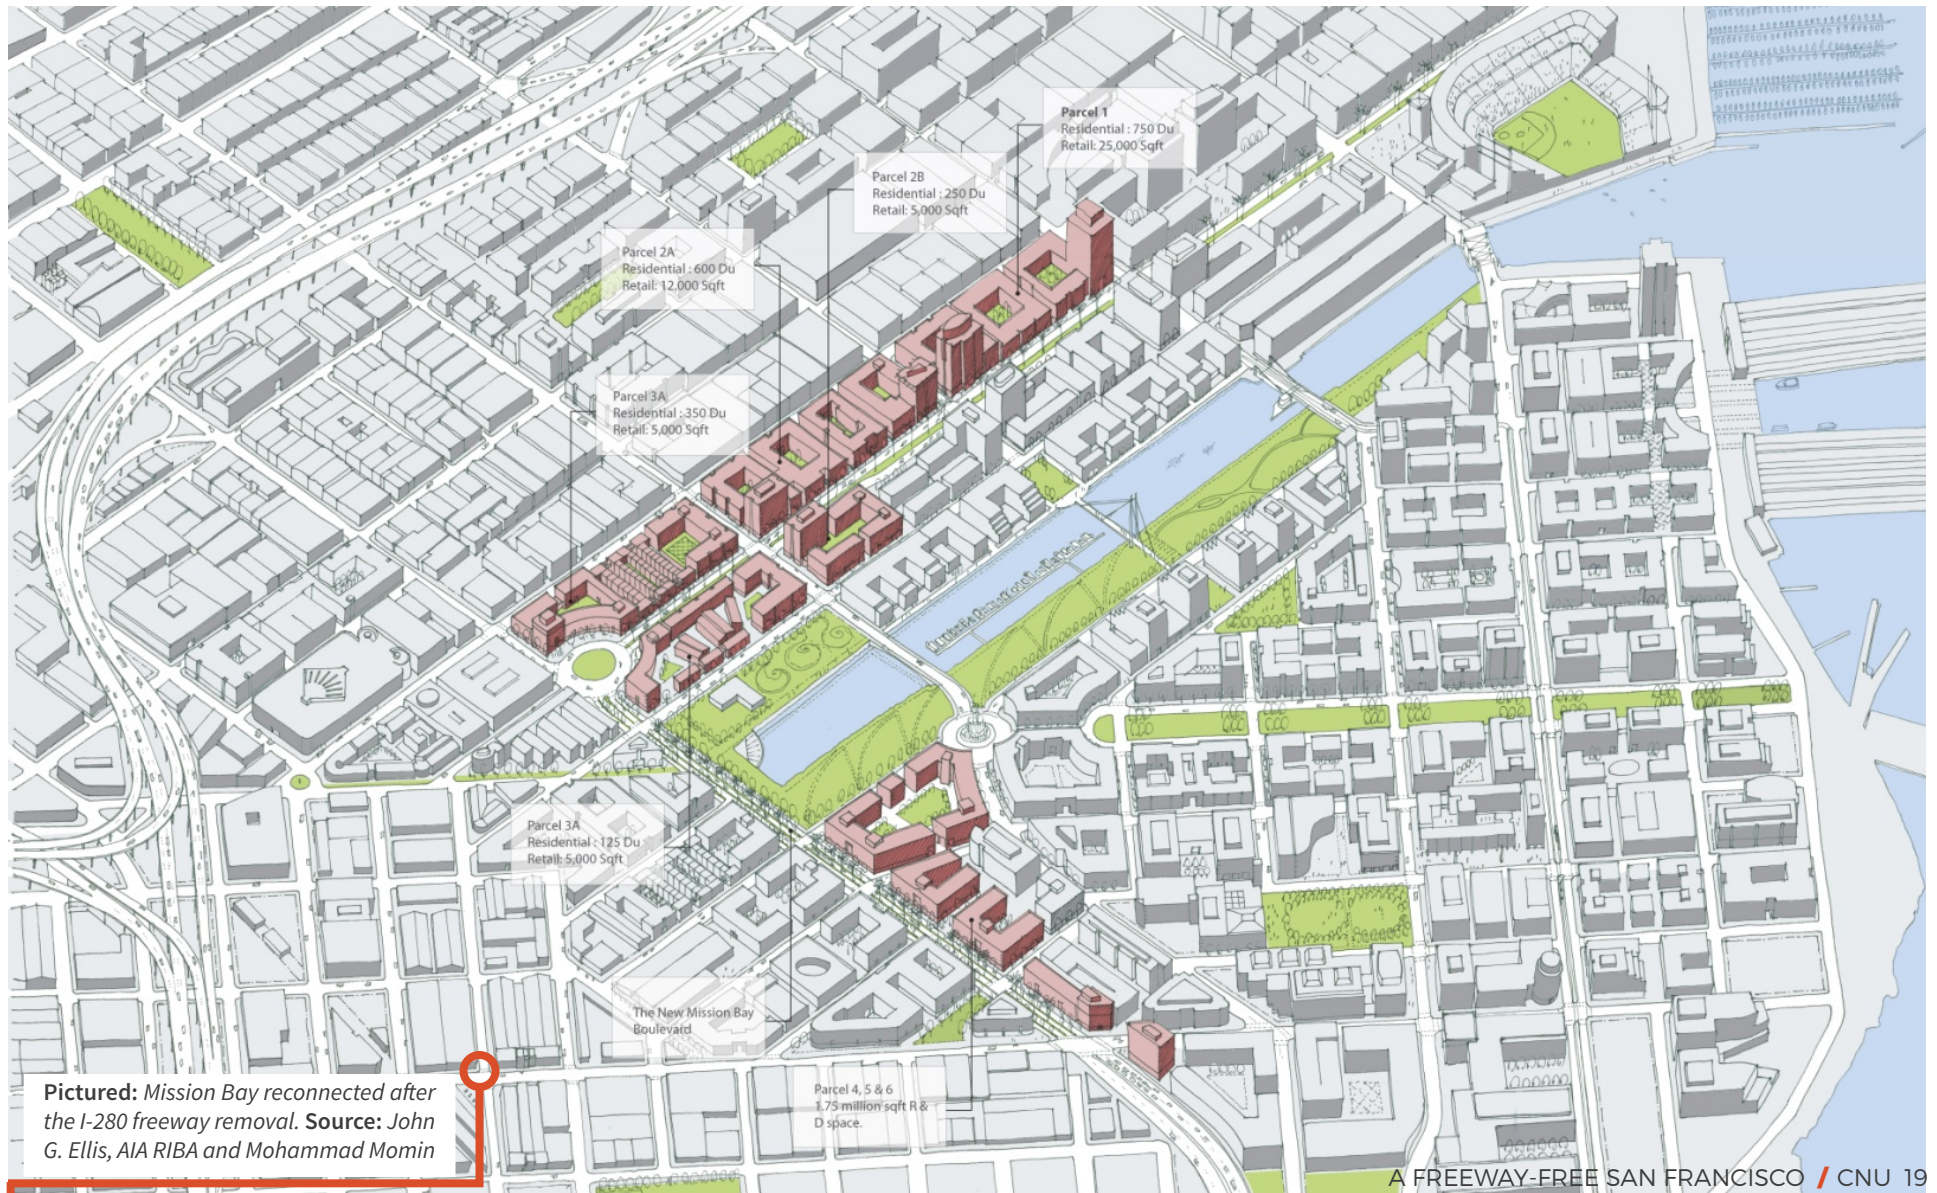 Parcel 1
Residential : 750 Du
Retail: 25,000 Sqft
Parcel 2B
Residential : 250 Du
Retail: 5,000 Sqft
Parcel 2A
Residential : 600 Du
Retail: 12,000 Sqft
Parcel 3A
Residential : 350 Du
Retail: 5,000 Sqft
Parcel 3A
Residential : 125 Du
Retail: 5,000 Sqft
The New Mission Bay
Boulevard
Parcel 4, 5 & 6
1.75 million sqft R &
D space.
Pictured: Mission Bay reconnected after
the I-280 freeway removal. Source: John
G. Ellis, AIA RIBA and Mohammad Momin
A FREEWAY-FREE SAN FRANCISCO / CNU 19